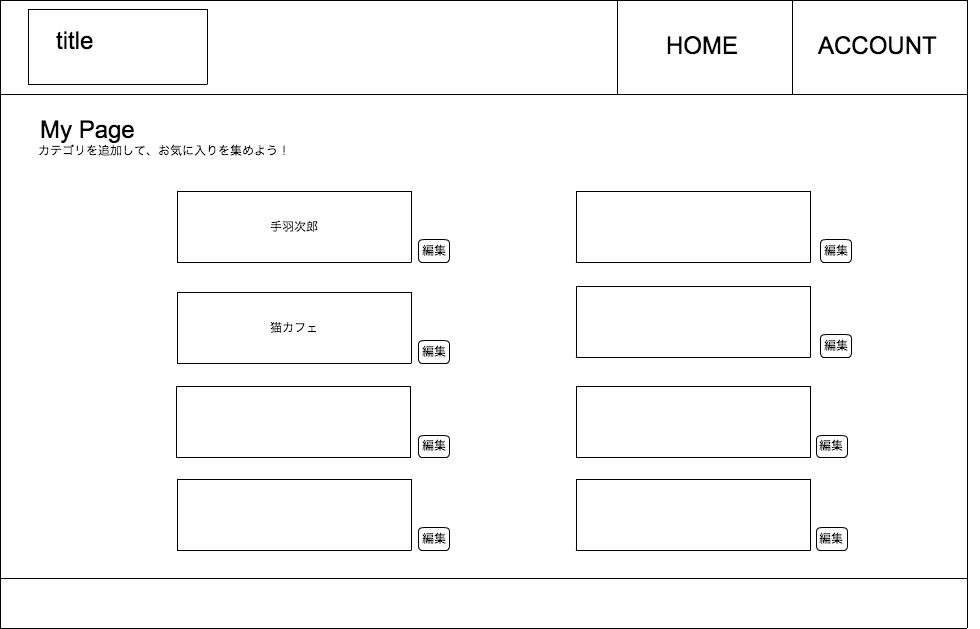 title
HOME
ACCOUNT
My Page
カテゴリを追加して、お気に入りを集めよう！
手羽次郎
編集
編集
猫カフェ
編集
編集
編集
編集
編集
編集